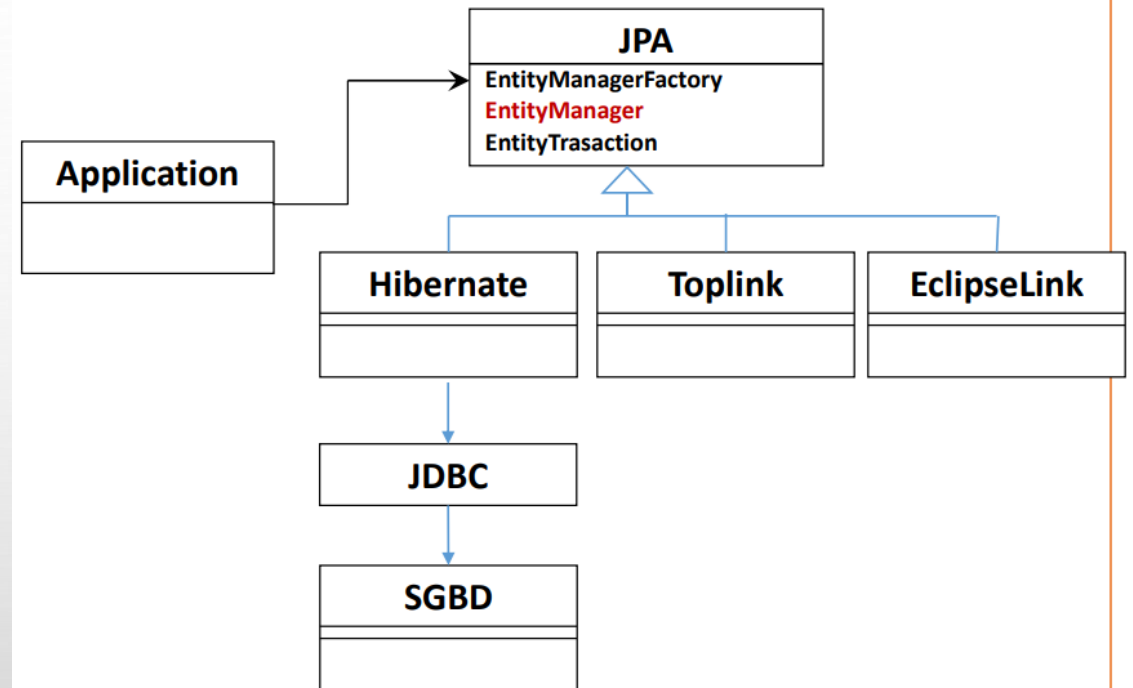 JPA
EntityManagerFactory
EntityManager
EntityTrasaction
Application
Hibernate
Toplink
EclipseLink
JDBC
SGBD